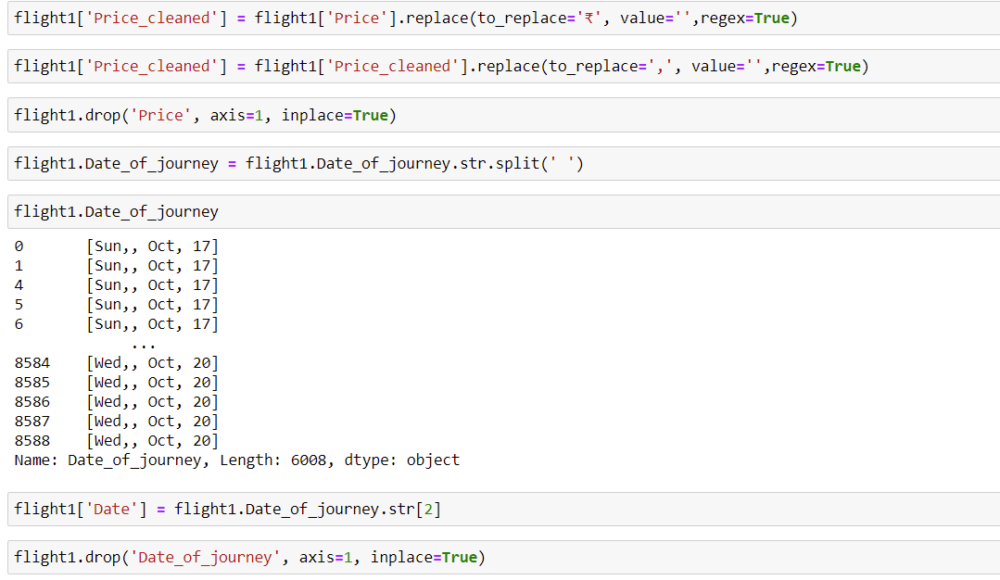 flight1['Price_cleaned'] = flight1['Price'].replace(to_replace='₹', value='',regex=True)
flight1['Price_cleaned'] = flight1['Price_cleaned'].replace(to_replace=',', value='',regex=True)
flight1.drop('Price', axis=1, inplace=True)
flight1.Date_of_journey = flight1.Date_of_journey.str.split(' ')
flight1.Date_of_journey
0       [Sun,, Oct, 17]
1       [Sun,, Oct, 17]
4       [Sun,, Oct, 17]
5       [Sun,, Oct, 17]
6       [Sun,, Oct, 17]
             ...
8584    [Wed,, Oct, 20]
8585    [Wed,, Oct, 20]
8586    [Wed,, Oct, 20]
8587    [Wed,, Oct, 20]
8588    [Wed,, Oct, 20]
Name: Date_of_journey, Length: 6008, dtype: object
flight1['Date'] = flight1.Date_of_journey.str[2]
flight1.drop('Date_of_journey', axis=1, inplace=True)